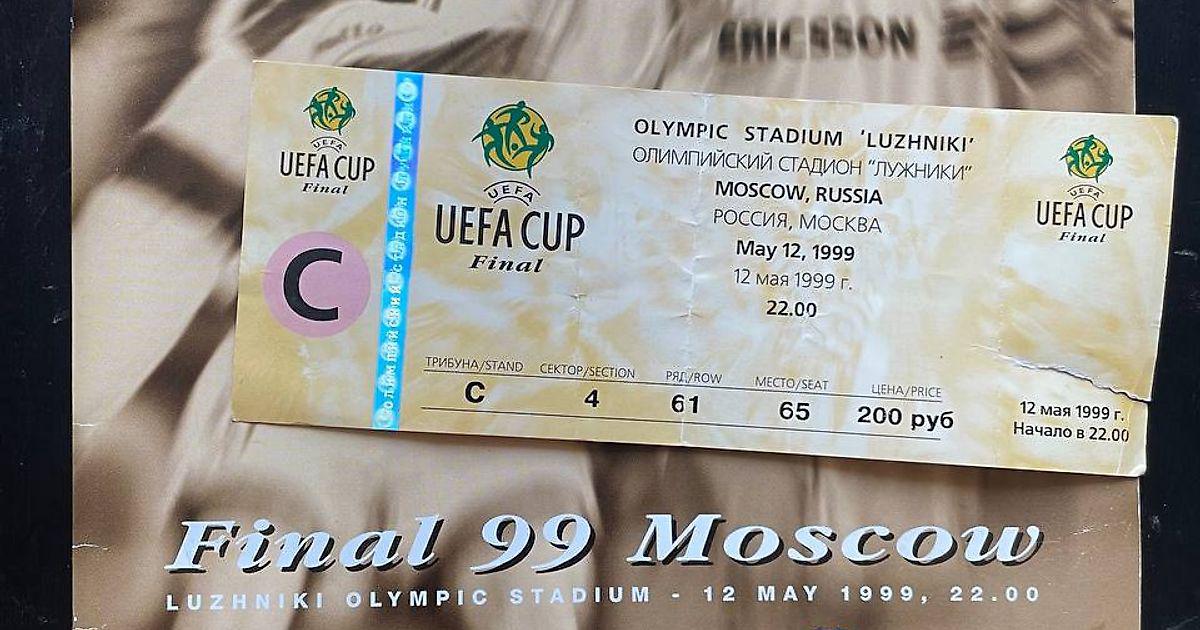 ERICSSON
UEFA
UEFA CUP
Final
C
Олимпийский стадион
UEFA
UEFA CUP
Final
OLYMPIC STADIUM 'LUZHNIKI'
ОЛИМПИЙСКИЙ СТАДИОН "ЛУЖНИКИ"
MOSCOW, RUSSIA
РОССИЯ, МОСКВА
May 12, 1999
12 мая 1999 г.
22.00
ТРИБУНА/STAND СЕКТОР/SECTION РЯД/ROW МЕСТО/SEAT ЦЕНА/PRICE
C 4 61 65 200 руб
UEFA
UEFA CUP
Final
12 мая 1999 г.
Начало в 22.00
Final 99 Moscow
LUZHNIKI OLYMPIC STADIUM - 12 MAY 1999, 22.00